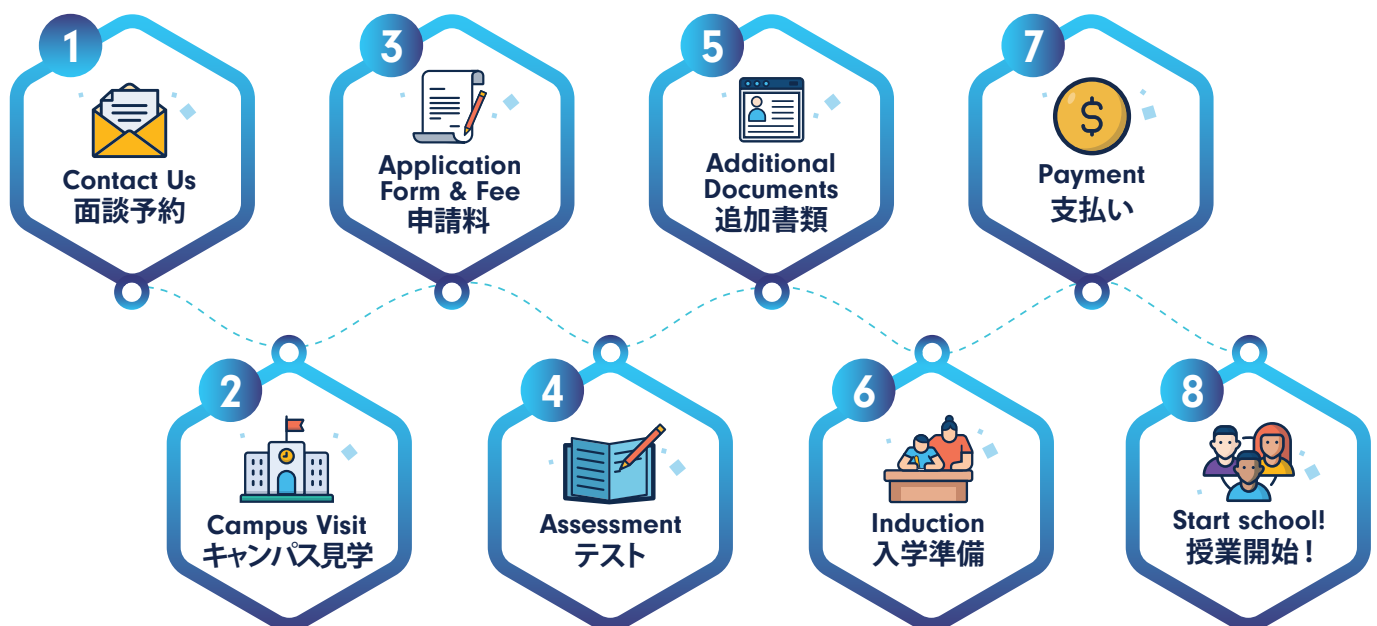 1
Contact Us
面談予約
2
Campus Visit
キャンパス見学
3
Application
Form & Fee
申請料
4
Assessment
テスト
5
Additional
Documents
追加書類
6
Induction
入学準備
7
$
Payment
支払い
8
Start school!
授業開始！